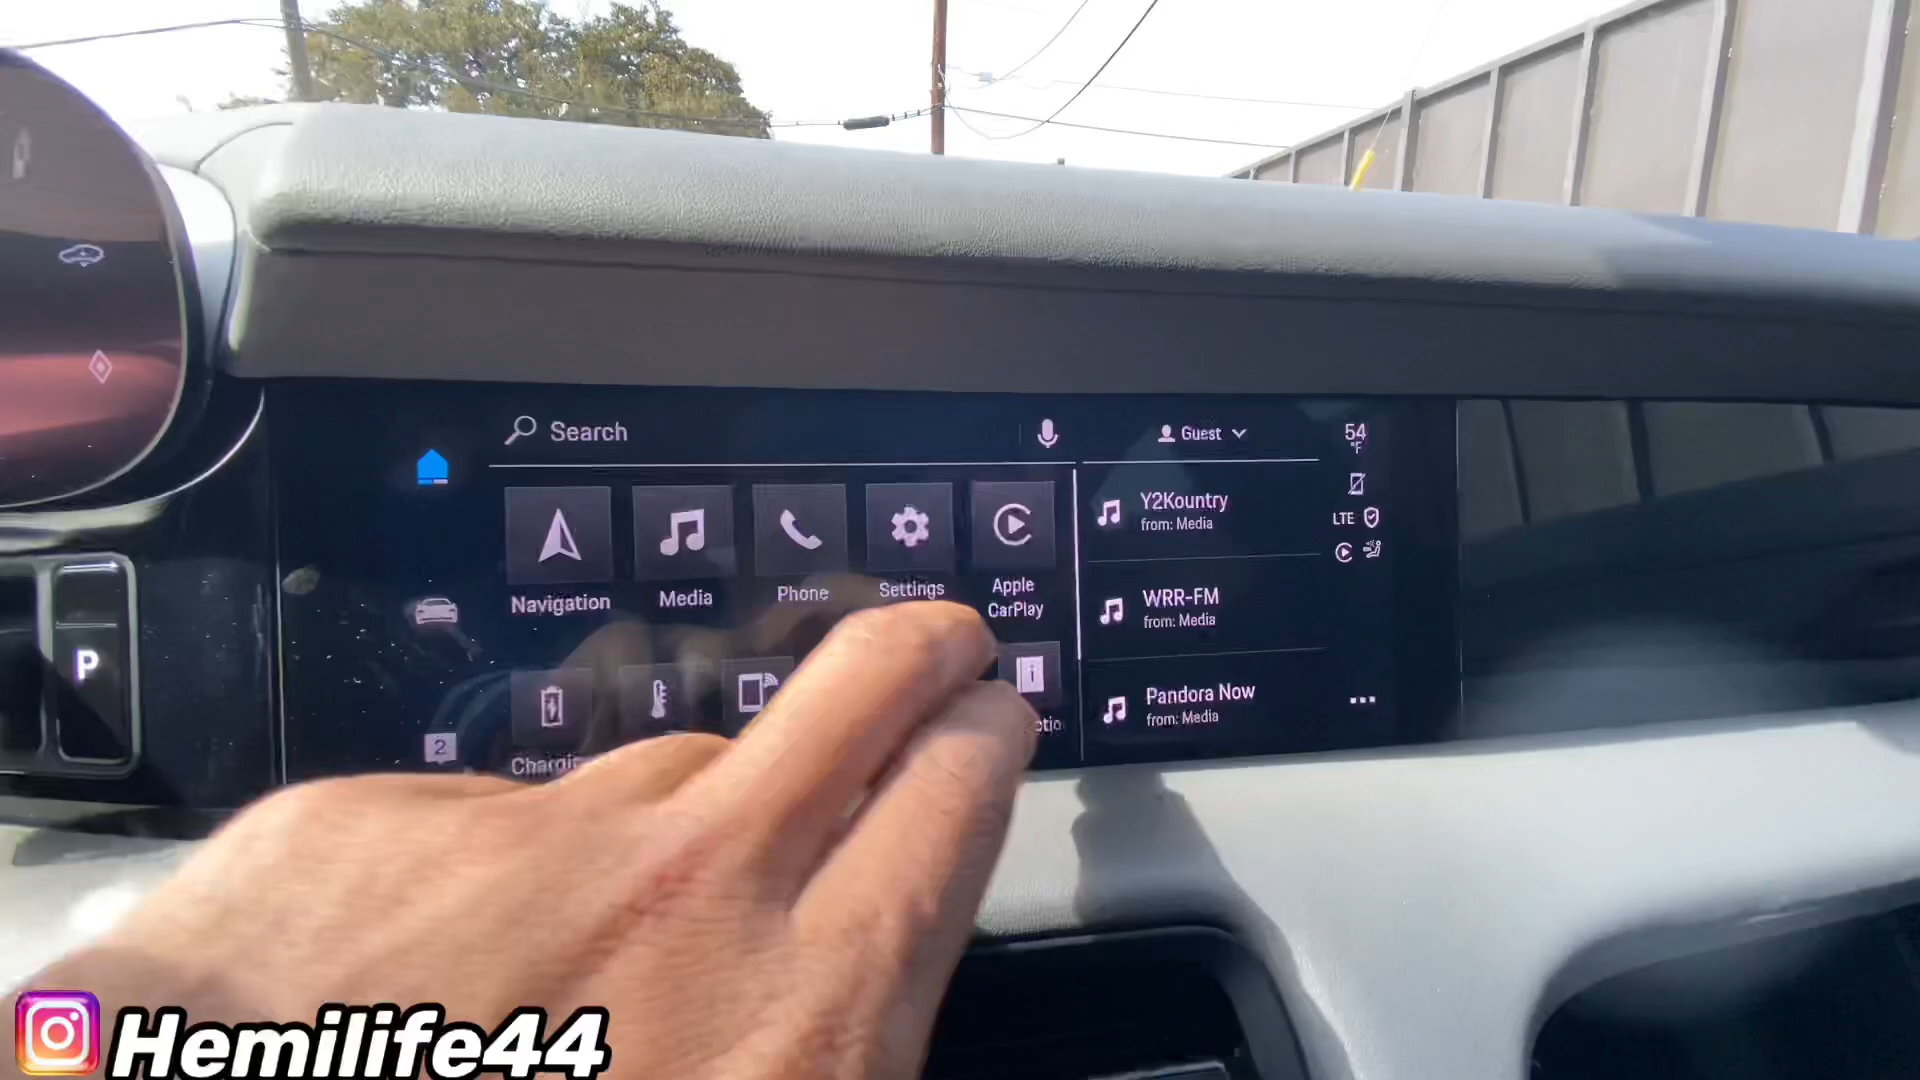 Search
Guest
54
°F
Navigation
Media
Phone
Settings
Apple
CarPlay
Y2Kountry
from: Media
LTE
WRR-FM
from: Media
P
2
Pandora Now
from: Media
Hemilife44